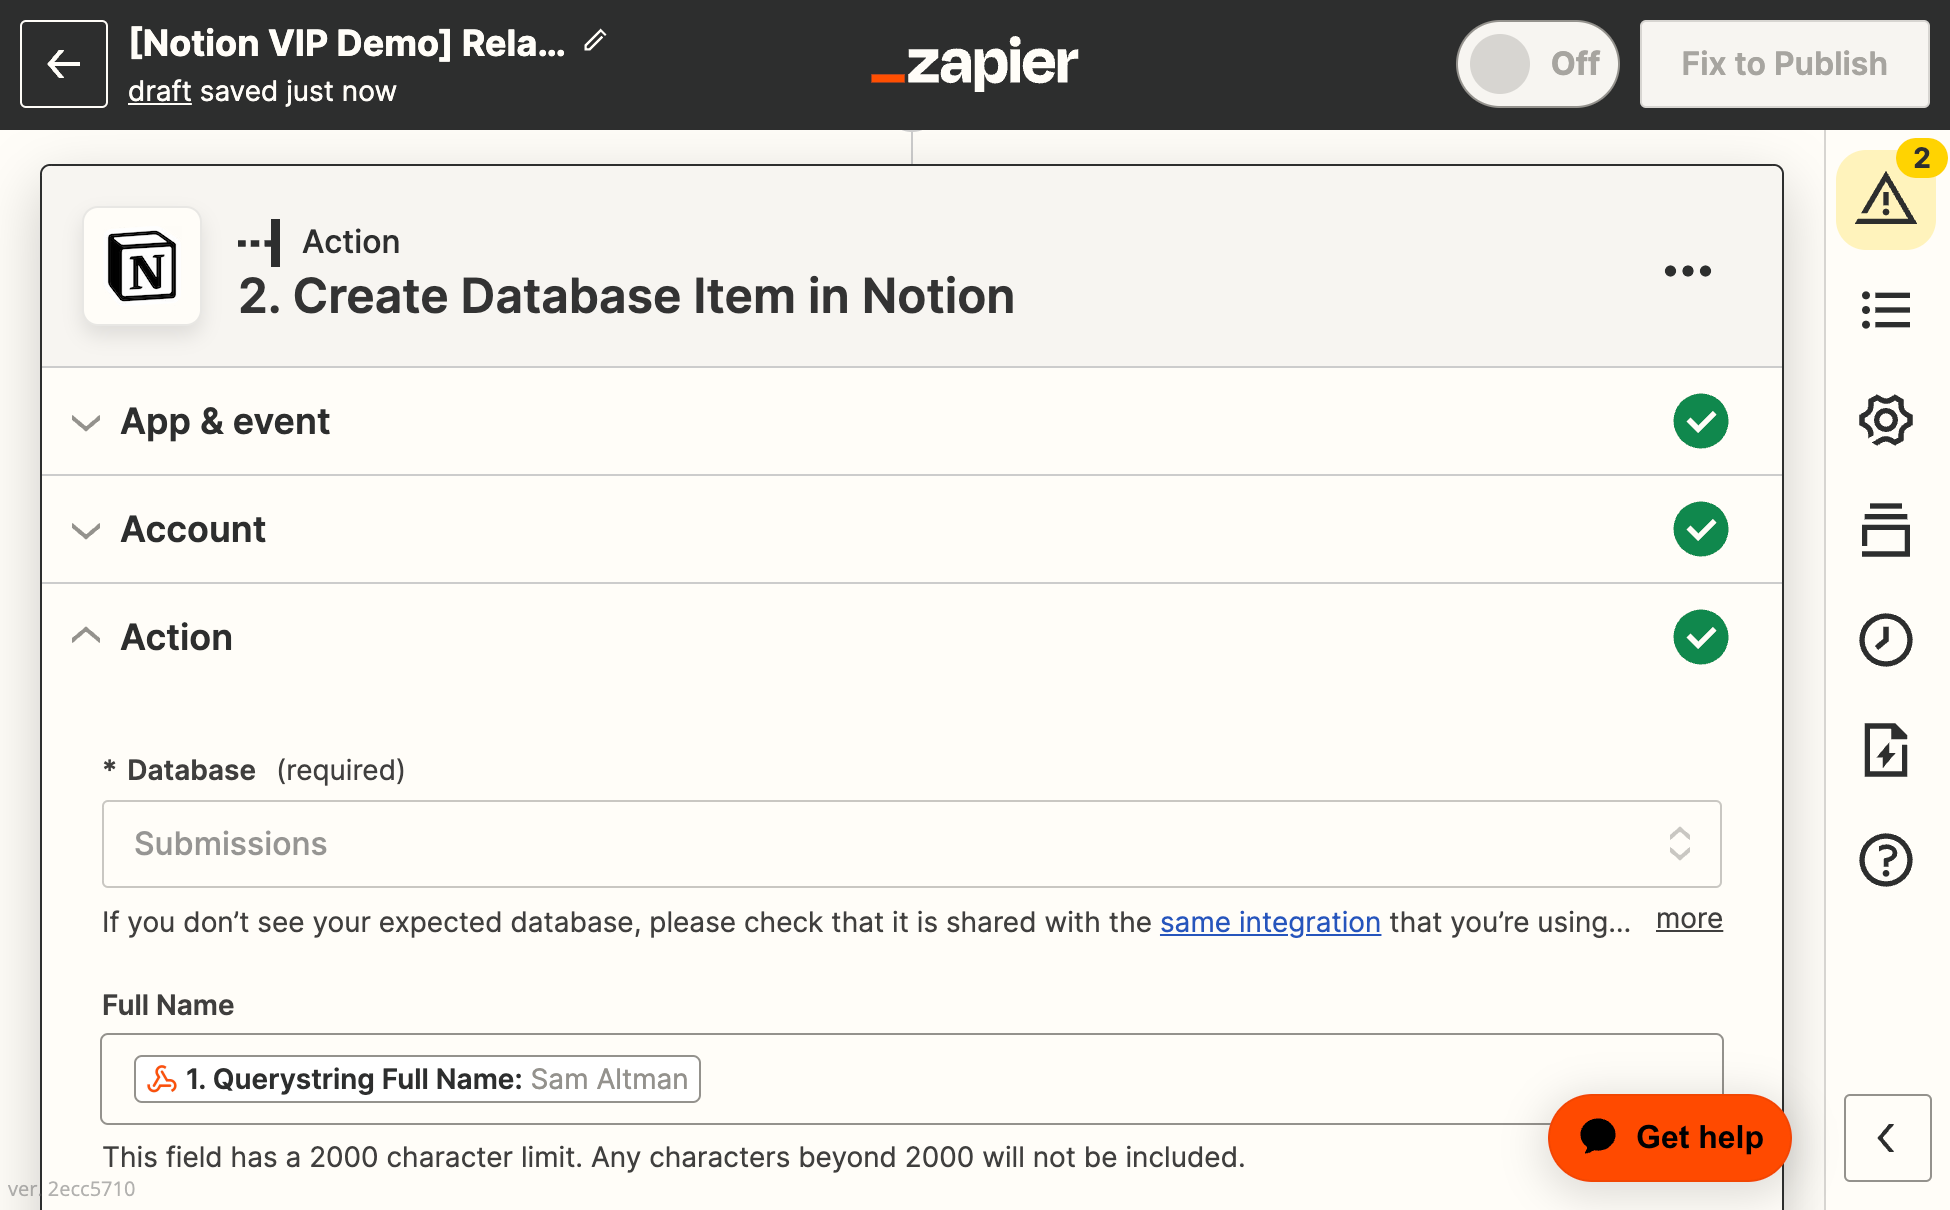 [Notion VIP Demo] Rela...
draft saved just now
_zapier
Off
Fix to Publish
2
N
Action
2. Create Database Item in Notion
App & event
Account
Action
* Database (required)
Submissions
If you don’t see your expected database, please check that it is shared with the same integration that you’re using... more
Full Name
1. Querystring Full Name: Sam Altman
This field has a 2000 character limit. Any characters beyond 2000 will not be included.
Get help
ver. 2ecc5710